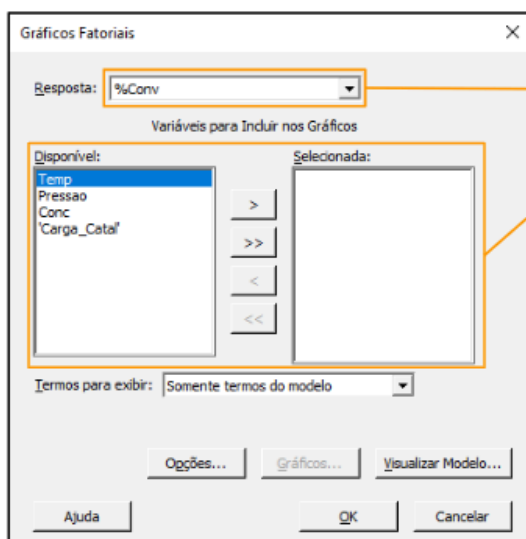 Gráficos Fatoriais
Resposta: %Conv
Variáveis para Incluir nos Gráficos
Disponível: Selecionada:
Temp
Pressao
Conc
'Carga_Catal'
>
>>
<
<<
Termos para exibir: Somente termos do modelo
Opções... Gráficos... Visualizar Modelo...
Ajuda OK Cancelar